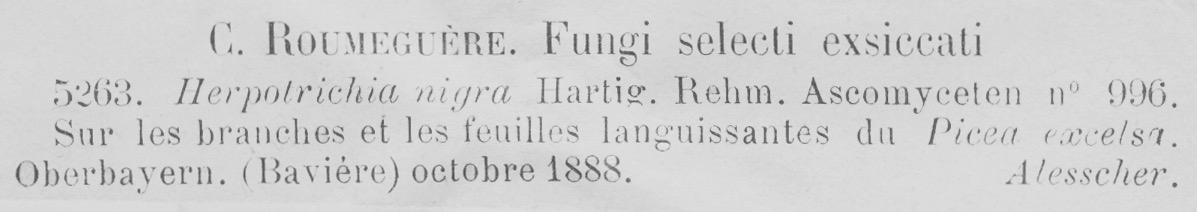 C. ROUMEGUÈRE. Fungi selecti exsiccati
5263. Herpotrichia nigra Hartig. Rehm. Ascomyceten n° 996.
Sur les branches et les feuilles languissantes du Picea excelsa.
Oberbayern. (Baviére) octobre 1888. Alesscher.